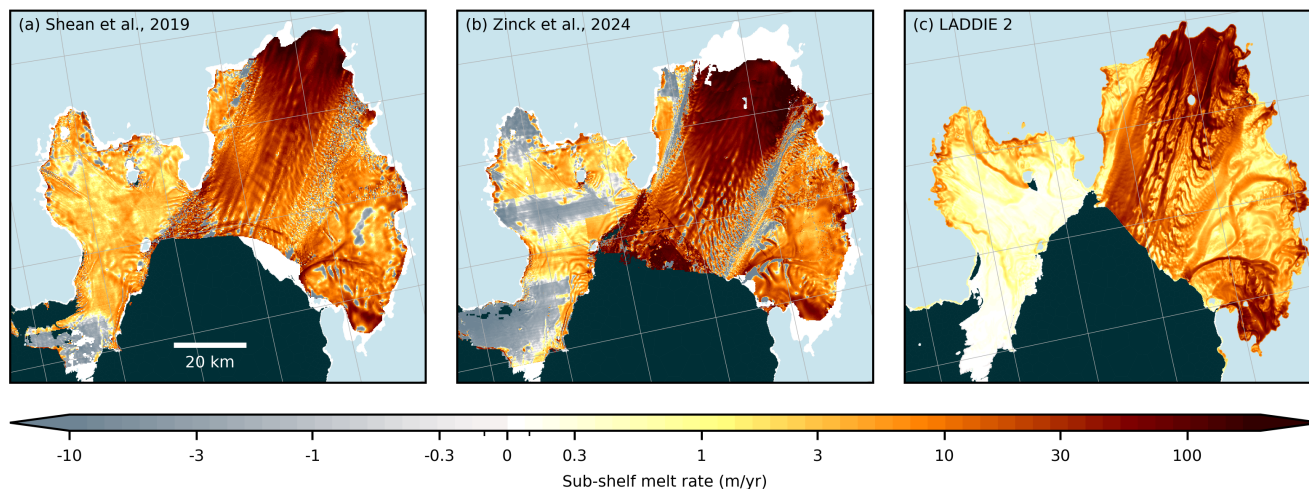 (a) Shean et al., 2019
(b) Zinck et al., 2024
(c) LADDIE 2
20 km
-10 -3 -1 -0.3 0 0.3 1 3 10 30 100
Sub-shelf melt rate (m/yr)